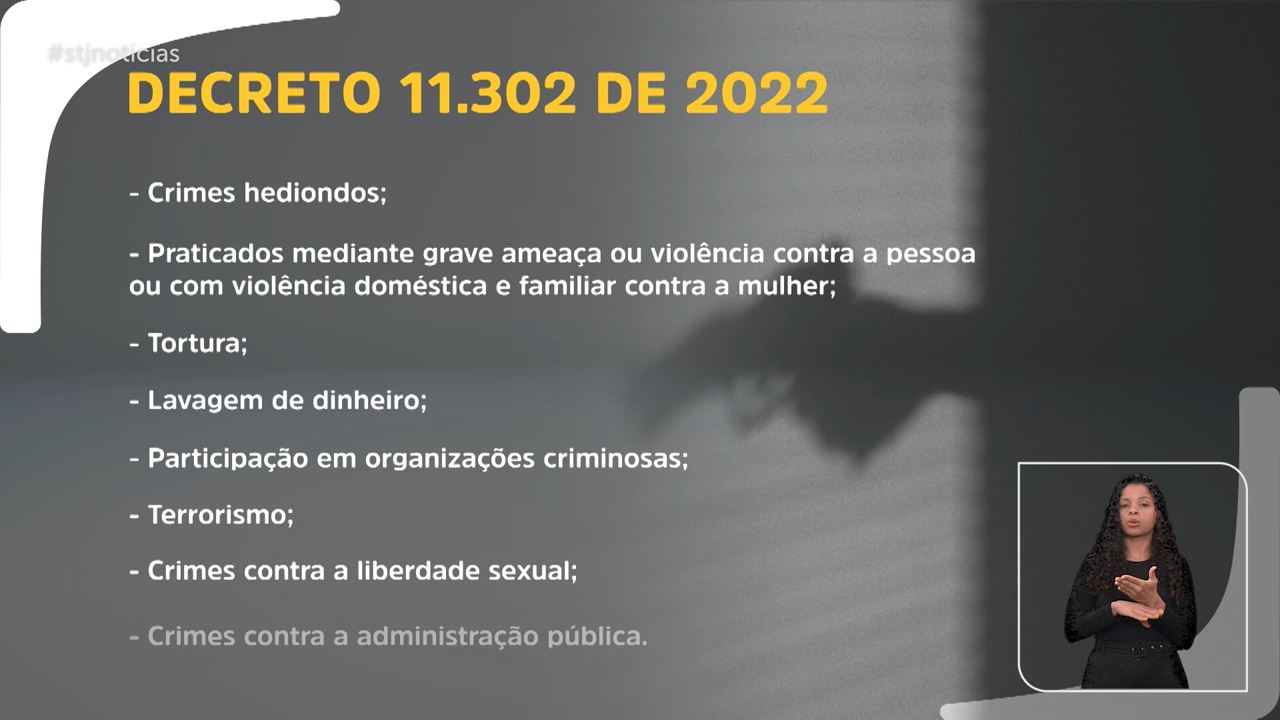 #stjnoticias
DECRETO 11.302 DE 2022
- Crimes hediondos;
- Praticados mediante grave ameaça ou violência contra a pessoa
ou com violência doméstica e familiar contra a mulher;
- Tortura;
- Lavagem de dinheiro;
- Participação em organizações criminosas;
- Terrorismo;
- Crimes contra a liberdade sexual;
- Crimes contra a administração pública.